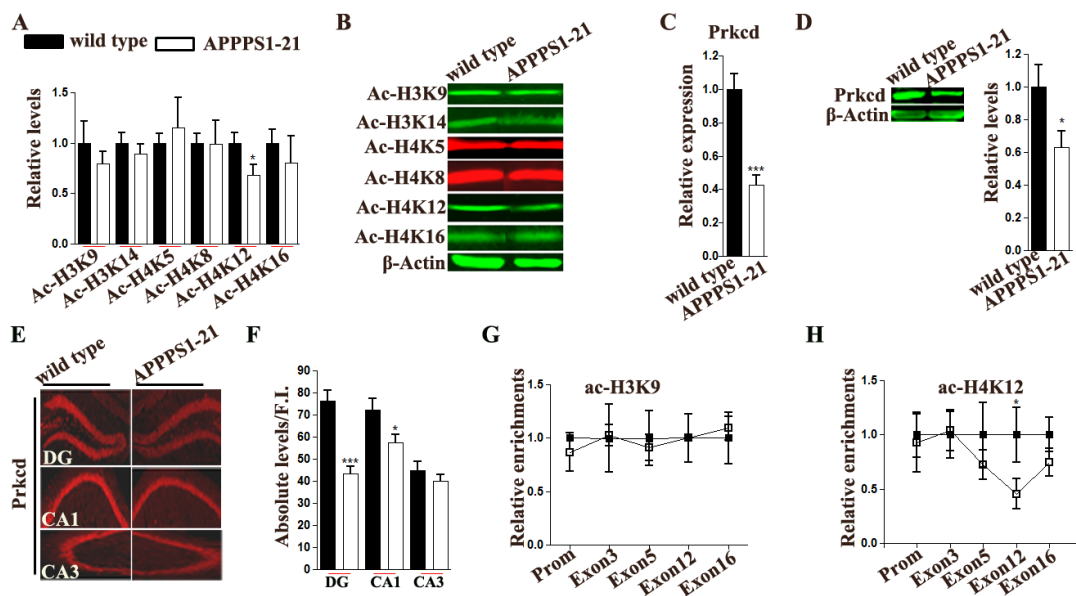 A
wild type APPPS1-21
Relative levels
1.5
1.0
0.5
0.0
Ac-H3K9
Ac-H3K14
Ac-H4K5
Ac-H4K8
Ac-H4K12
Ac-H4K16
*
B
wild type
APPPS1-21
Ac-H3K9
Ac-H3K14
Ac-H4K5
Ac-H4K8
Ac-H4K12
Ac-H4K16
β-Actin
C
Prkcd
Relative expression
1.2
1.0
0.8
0.6
0.4
0.2
0.0
***
wild type
APPPS1-21
D
wild type
APPPS1-21
Prkcd
β-Actin
Relative levels
1.2
1.0
0.8
0.6
0.4
0.2
0.0
*
wild type
APPPS1-21
E
wild type
APPPS1-21
Prkcd
DG
CA1
CA3
F
Absolute levels/F.I.
90
80
70
60
50
40
30
20
10
00
***
*
DG CA1 CA3
G
ac-H3K9
Relative enrichments
1.5
1.0
0.5
0.0
Prom
Exon3
Exon5
Exon12
Exon16
H
ac-H4K12
Relative enrichments
1.5
1.0
0.5
0.0
*
Prom
Exon3
Exon5
Exon12
Exon16